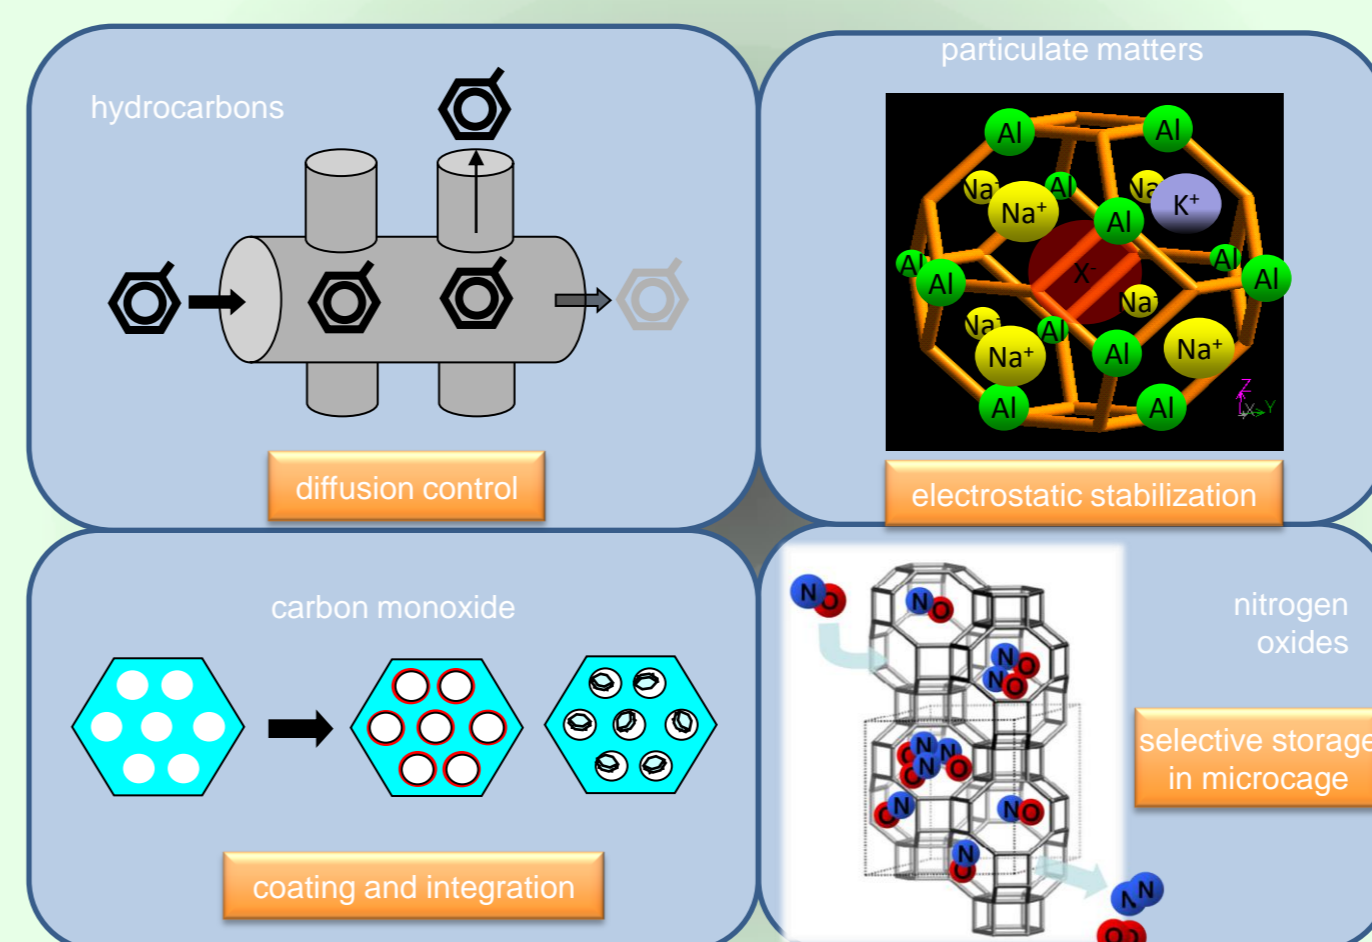 hydrocarbons
diffusion control
particulate matters
Al
Al
Na⁺
Al
Na
K⁺
Na⁺
Al
X⁻
Al
Al
Al
Al
Na⁺
Na⁺
Al
Na⁺
Al
Na⁺
Al
Al
Z
X
Y
electrostatic stabilization
carbon monoxide
coating and integration
nitrogen
oxides
N O
N O
N O
N O
N N
O N
O O
O N
N O
N
O
N N
O O
selective storage
in microcage